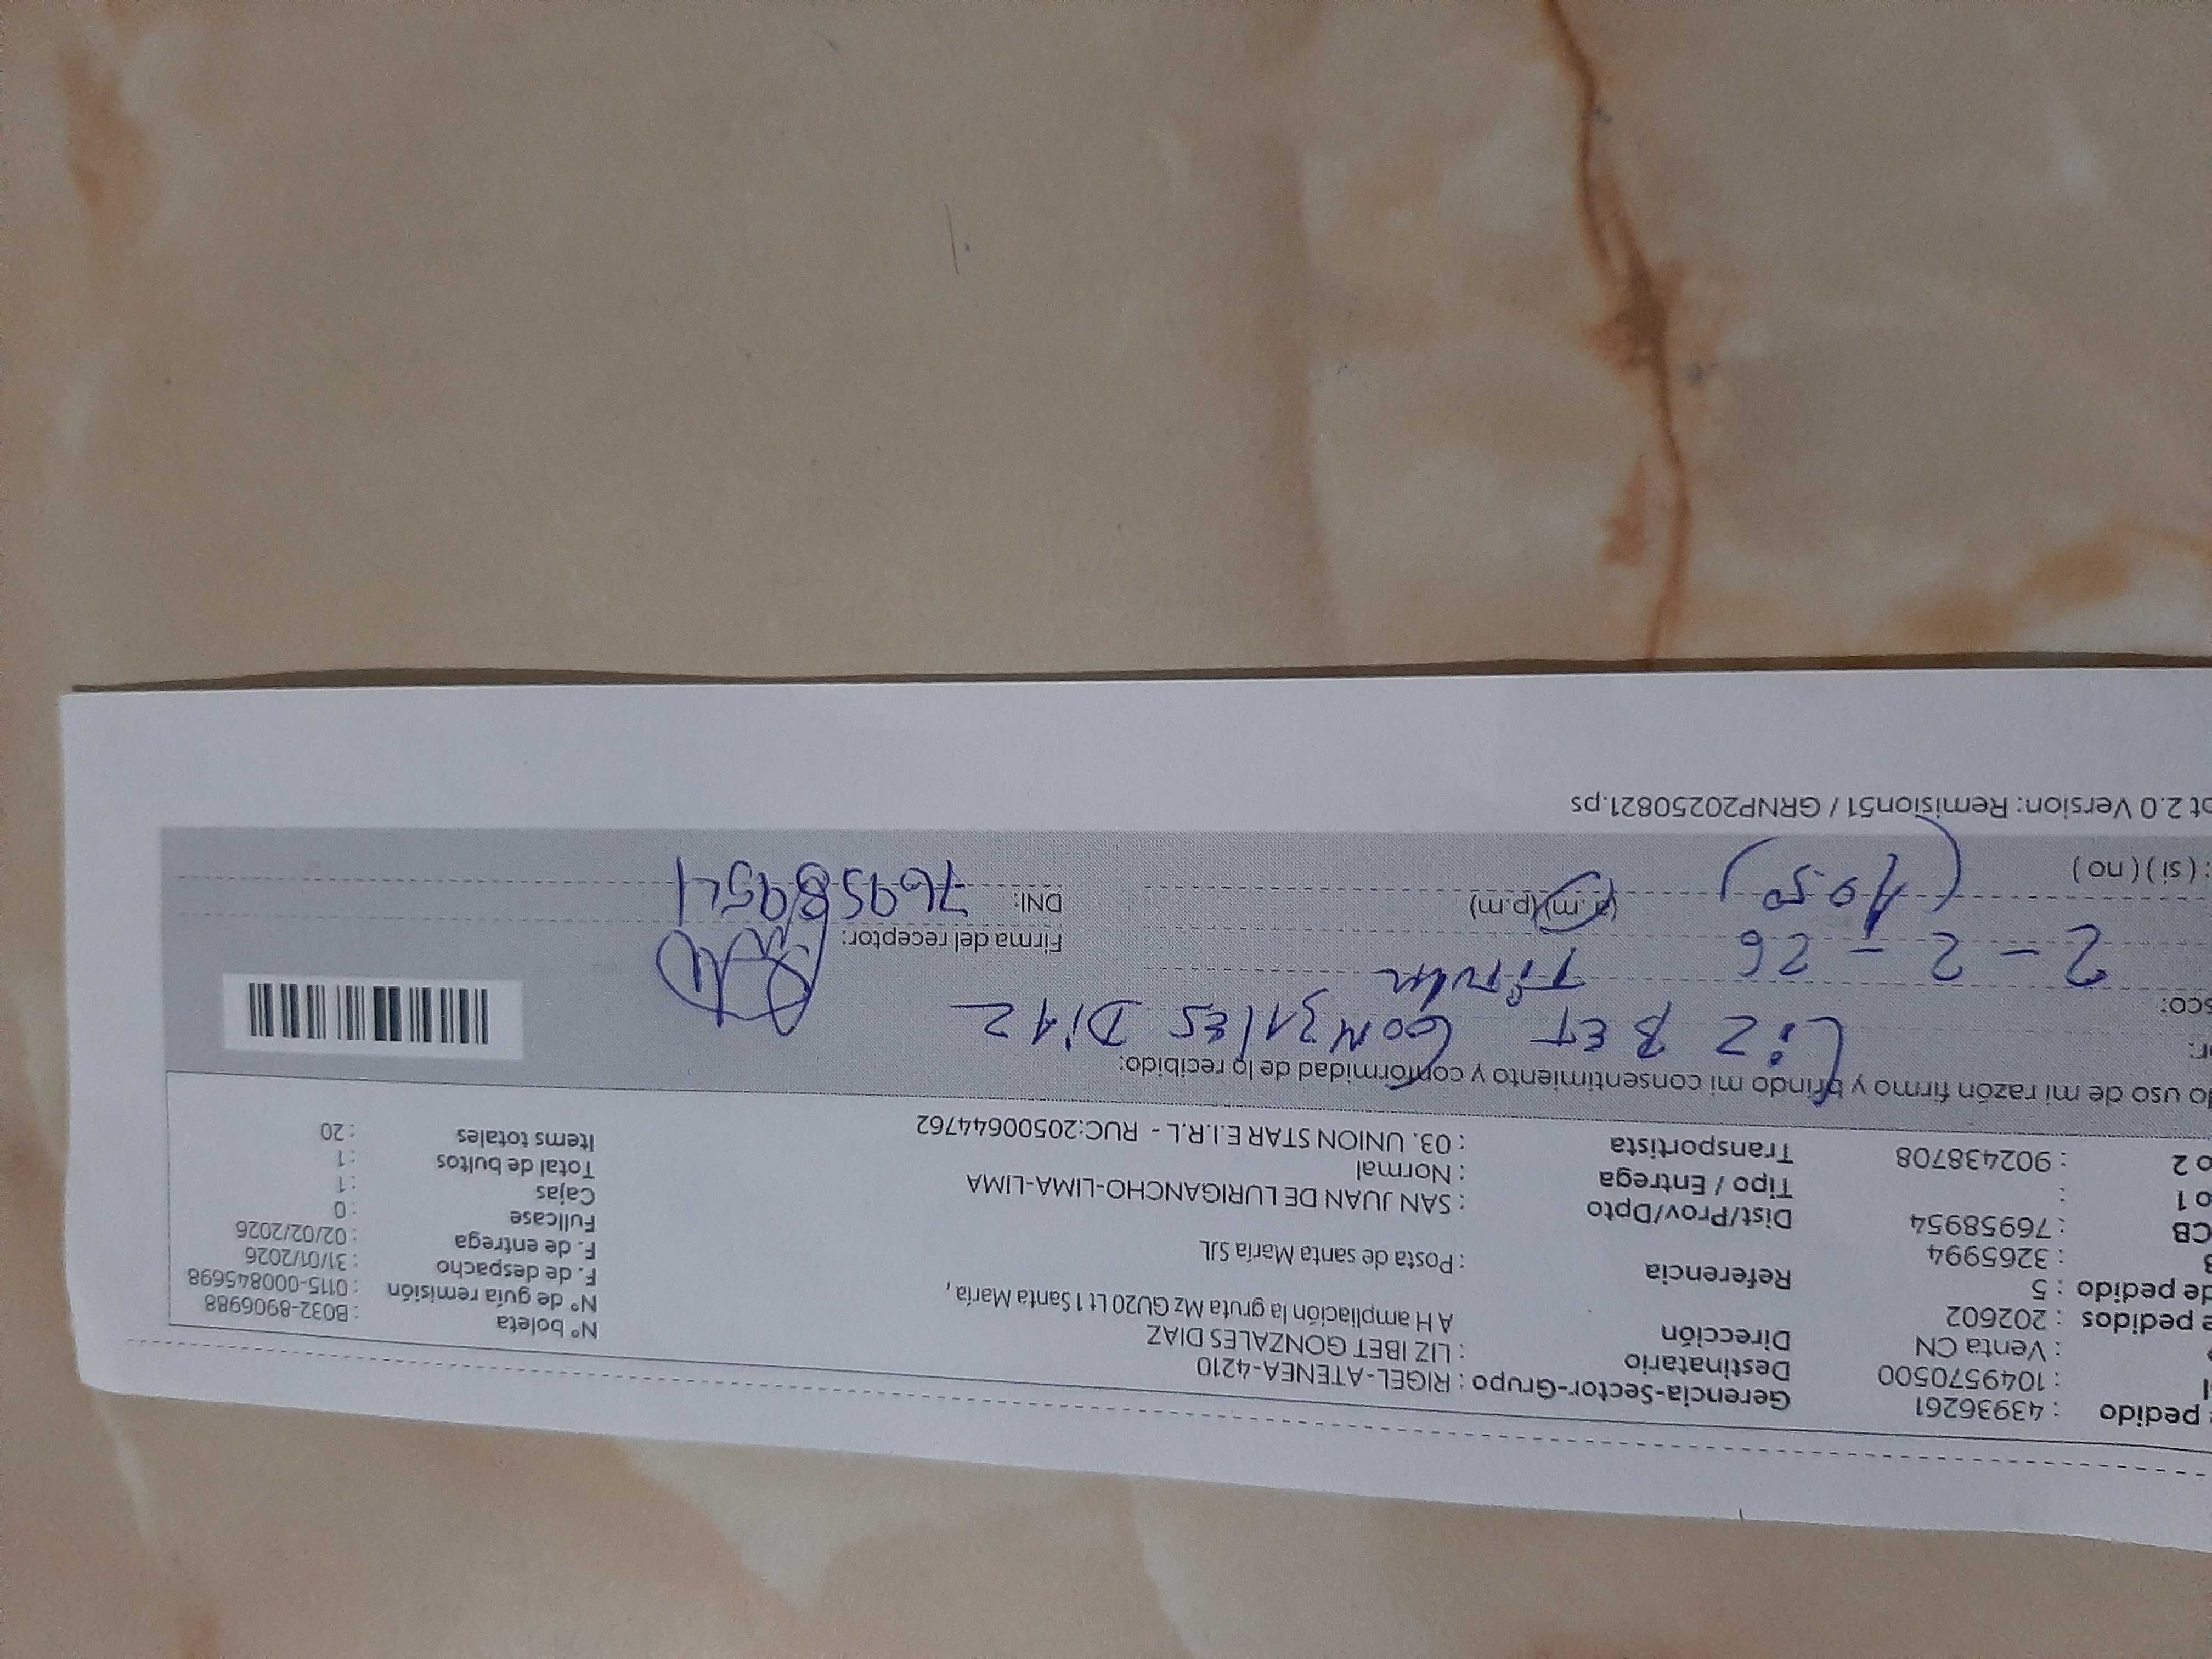 pedido : 43936261 Gerencia-Sector-Grupo : RIGEL-ATENEA-4210 N° boleta : B032-8906988
: 1049570500 Destinatario : LIZ IBET GONZALES DIAZ N° de guía remisión : 0115-000845698
: Venta CN Dirección A H ampliación la gruta Mz GU20 Lt 1 Santa María, F. de despacho : 31/01/2026
pedidos : 202602 F. de entrega : 02/02/2026
de pedido : 5 Referencia : Posta de santa María SJL Fullcase : 0
: 3265994 Cajas : 1
CB : 76958954 Dist/Prov/Dpto : SAN JUAN DE LURIGANCHO-LIMA-LIMA Total de bultos : 1
o 1 : Tipo / Entrega : Normal Items totales : 20
o 2 : 902438708 Transportista : 03. UNION STAR E.I.R.L - RUC:20500644762
uso de mi razón firmo y brindo mi consentimiento y conformidad de lo recibido:
Liz BET GONZALES DIAZ
sco: Titular
2 - 2 - 26 Firma del receptor:
(10.50) (a.m)(p.m) DNI: 76958954
: ( si ) ( no )
ot 2.0 Version: Remision51 / GRNP20250821.ps